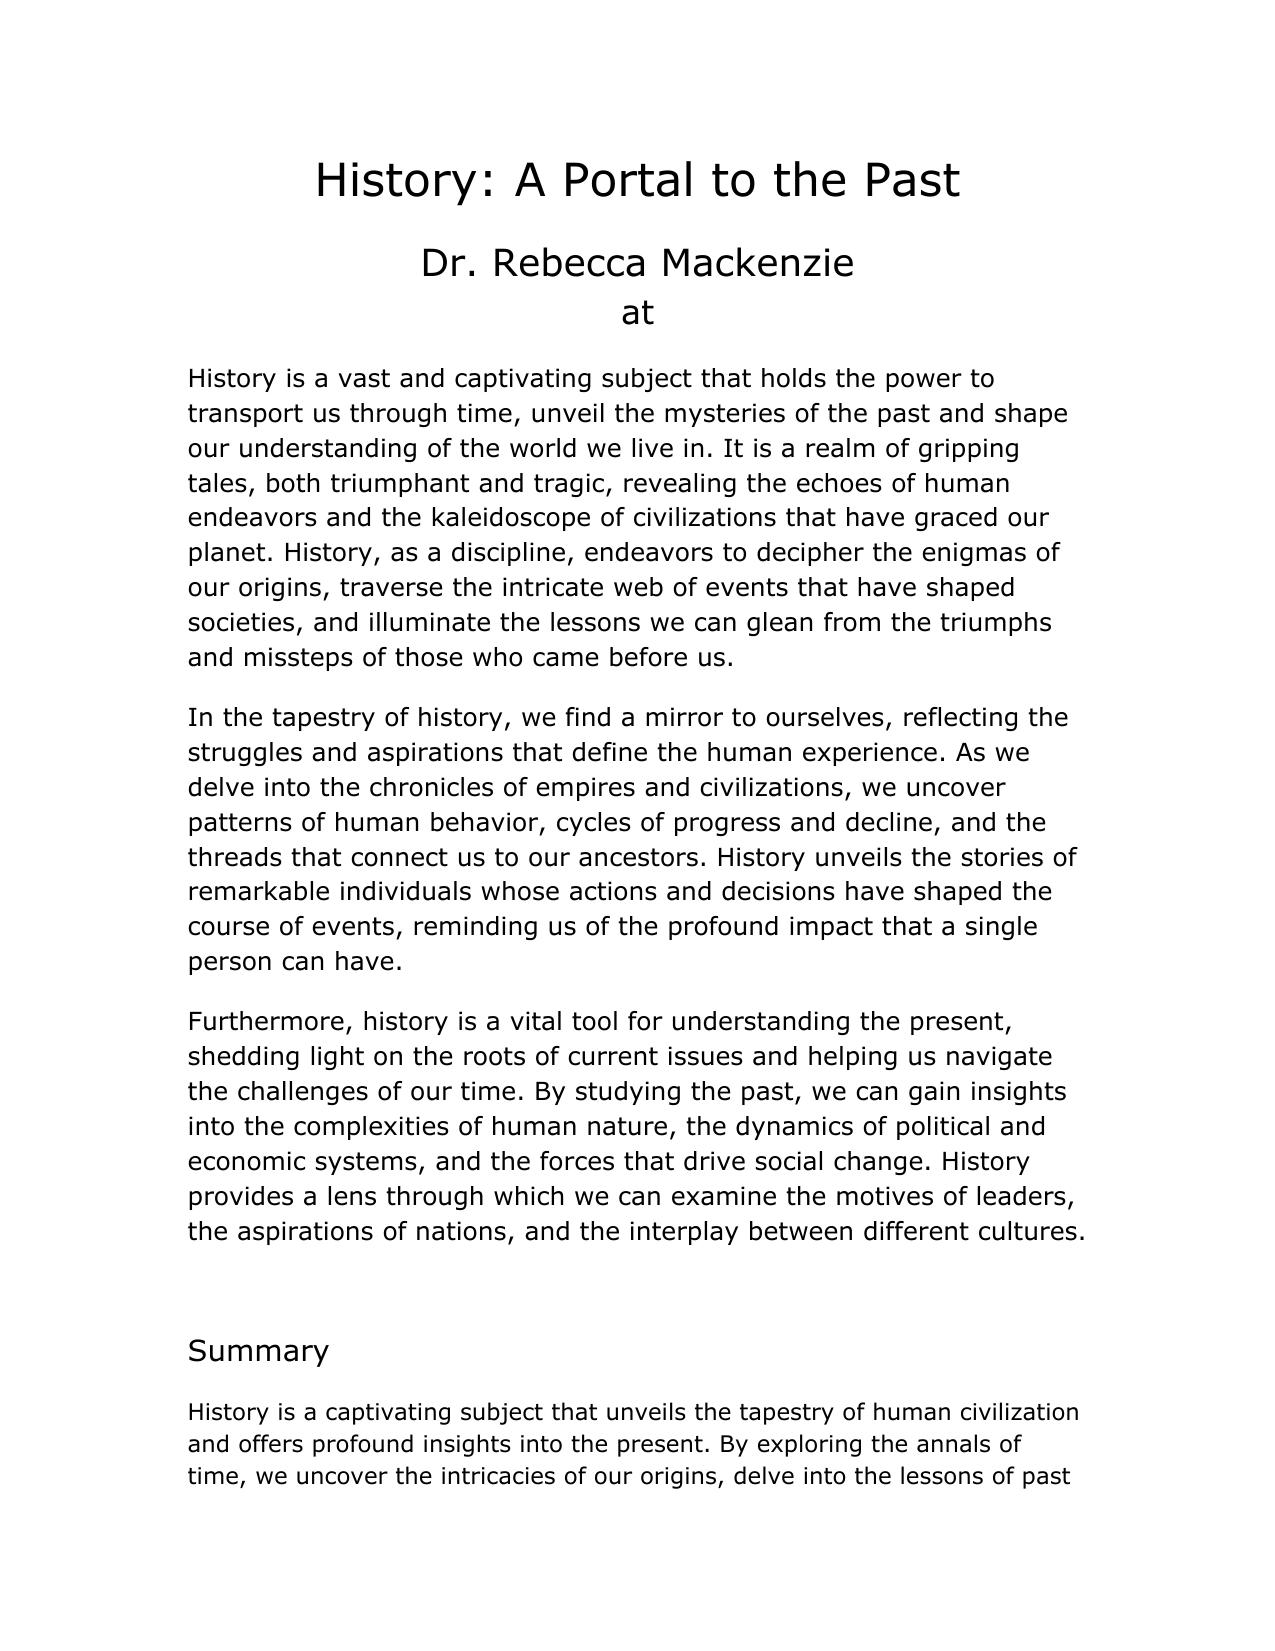 History: A Portal to the Past
Dr. Rebecca Mackenzie
at
History is a vast and captivating subject that holds the power to
transport us through time, unveil the mysteries of the past and shape
our understanding of the world we live in. It is a realm of gripping
tales, both triumphant and tragic, revealing the echoes of human
endeavors and the kaleidoscope of civilizations that have graced our
planet. History, as a discipline, endeavors to decipher the enigmas of
our origins, traverse the intricate web of events that have shaped
societies, and illuminate the lessons we can glean from the triumphs
and missteps of those who came before us.
In the tapestry of history, we find a mirror to ourselves, reflecting the
struggles and aspirations that define the human experience. As we
delve into the chronicles of empires and civilizations, we uncover
patterns of human behavior, cycles of progress and decline, and the
threads that connect us to our ancestors. History unveils the stories of
remarkable individuals whose actions and decisions have shaped the
course of events, reminding us of the profound impact that a single
person can have.
Furthermore, history is a vital tool for understanding the present,
shedding light on the roots of current issues and helping us navigate
the challenges of our time. By studying the past, we can gain insights
into the complexities of human nature, the dynamics of political and
economic systems, and the forces that drive social change. History
provides a lens through which we can examine the motives of leaders,
the aspirations of nations, and the interplay between different cultures.
Summary
History is a captivating subject that unveils the tapestry of human civilization
and offers profound insights into the present. By exploring the annals of
time, we uncover the intricacies of our origins, delve into the lessons of past